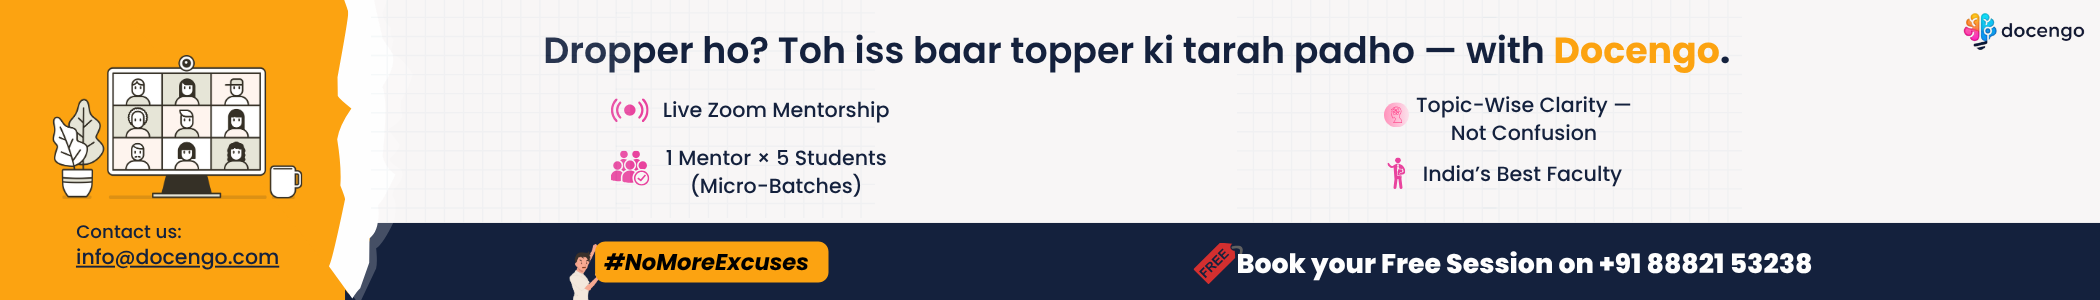 docengo
Dropper ho? Toh iss baar topper ki tarah padho — with Docengo.
Live Zoom Mentorship
1 Mentor × 5 Students
(Micro-Batches)
Topic-Wise Clarity —
Not Confusion
India's Best Faculty
Contact us:
info@docengo.com
#NoMoreExcuses
FREE
Book your Free Session on +91 88821 53238